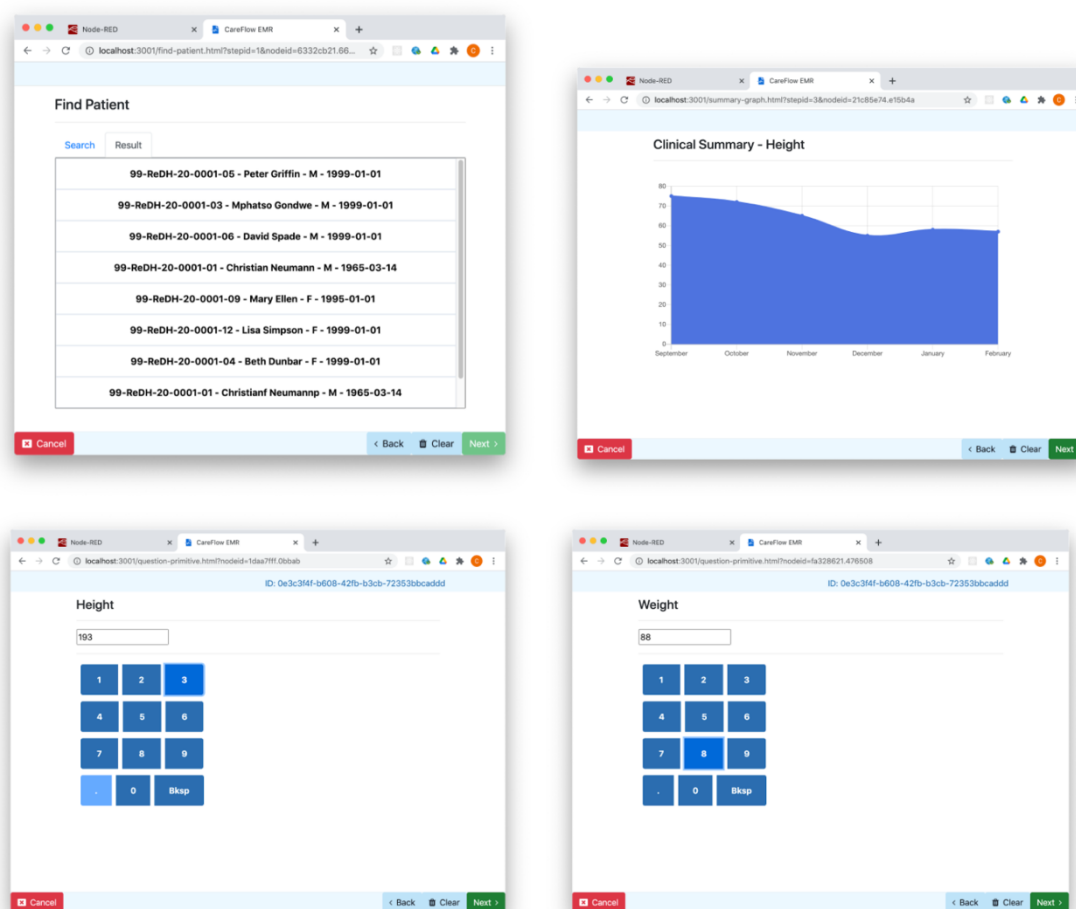 Node-RED
CareFlow EMR
localhost:3001/find-patient.html?stepid=1&nodeid=6332cb21.66...
C
Find Patient
Search
Result
99-ReDH-20-0001-05 - Peter Griffin - M - 1999-01-01
99-ReDH-20-0001-03 - Mphatso Gondwe - M - 1999-01-01
99-ReDH-20-0001-06 - David Spade - M - 1999-01-01
99-ReDH-20-0001-01 - Christian Neumann - M - 1965-03-14
99-ReDH-20-0001-09 - Mary Ellen - F - 1995-01-01
99-ReDH-20-0001-12 - Lisa Simpson - F - 1999-01-01
99-ReDH-20-0001-04 - Beth Dunbar - F - 1999-01-01
99-ReDH-20-0001-01 - Christianf Neumannp - M - 1965-03-14
Cancel
< Back
Clear
Next >
Node-RED
CareFlow EMR
localhost:3001/summary-graph.html?stepid=3&nodeid=21c85e74.e15b4a
C
Clinical Summary - Height
80
70
60
50
40
30
20
10
0
September October November December January February
Cancel
< Back
Clear
Next
Node-RED
CareFlow EMR
localhost:3001/question-primitive.html?nodeid=1daa7fff.0bbab
C
ID: 0e3c3f4f-b608-42fb-b3cb-72353bbcaddd
Height
193
1 2 3
4 5 6
7 8 9
. 0 Bksp
Cancel
< Back
Clear
Next >
Node-RED
CareFlow EMR
localhost:3001/question-primitive.html?nodeid=fa328621.476508
C
ID: 0e3c3f4f-b608-42fb-b3cb-72353bbcaddd
Weight
88
1 2 3
4 5 6
7 8 9
. 0 Bksp
Cancel
< Back
Clear
Next >